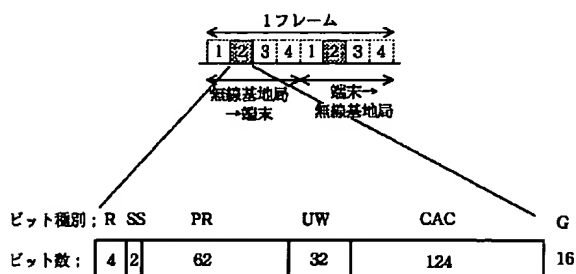 1フレーム
1 2 3 4 1 2 3 4
無線基地局
→端末
端末→
無線基地局
ビット種別; R SS PR UW CAC G
ビット数; 4 2 62 32 124 16